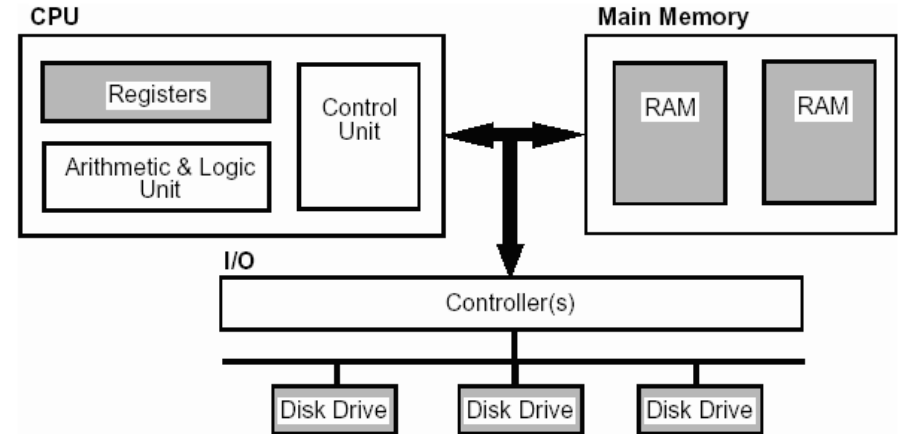 CPU
Main Memory
Registers
Control
Unit
Arithmetic & Logic
Unit
RAM
RAM
I/O
Controller(s)
Disk Drive
Disk Drive
Disk Drive